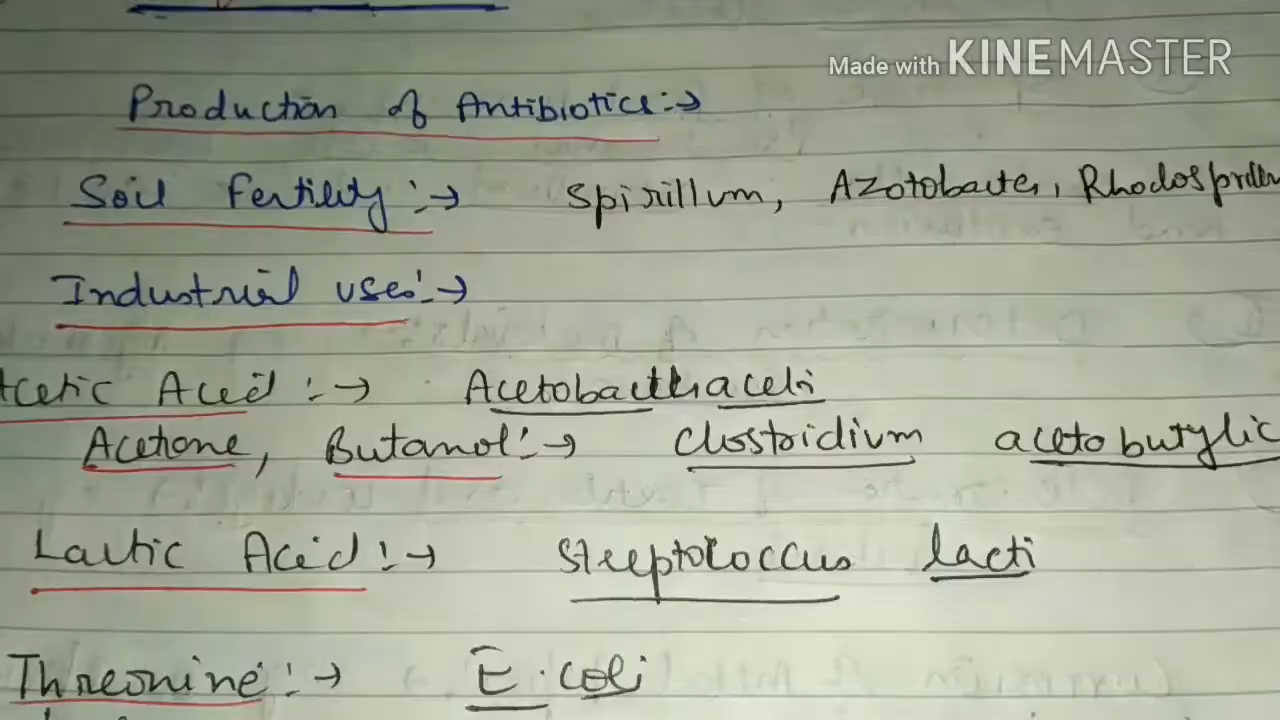 Made with KINEMASTER
Production of Antibiotics:→
Soil Fertility :→ Spirillum, Azotobacter, Rhodospirillum
Industrial uses:→
Acetic Acid :→ Acetobacter aceti
Acetone, Butanol:→ Clostridium acetobutylic
Lactic Acid :→ Streptococcus lacti
Threonine:→ E.coli